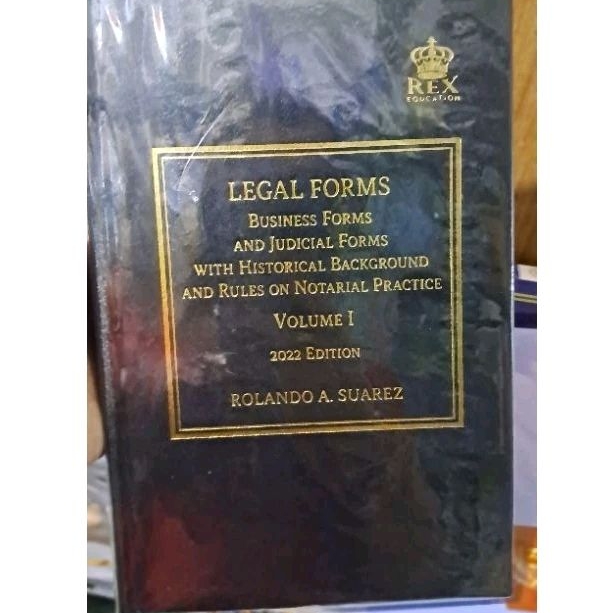 REX
EDUCATION
LEGAL FORMS
BUSINESS FORMS
AND JUDICIAL FORMS
WITH HISTORICAL BACKGROUND
AND RULES ON NOTARIAL PRACTICE
VOLUME I
2022 EDITION
ROLANDO A. SUAREZ